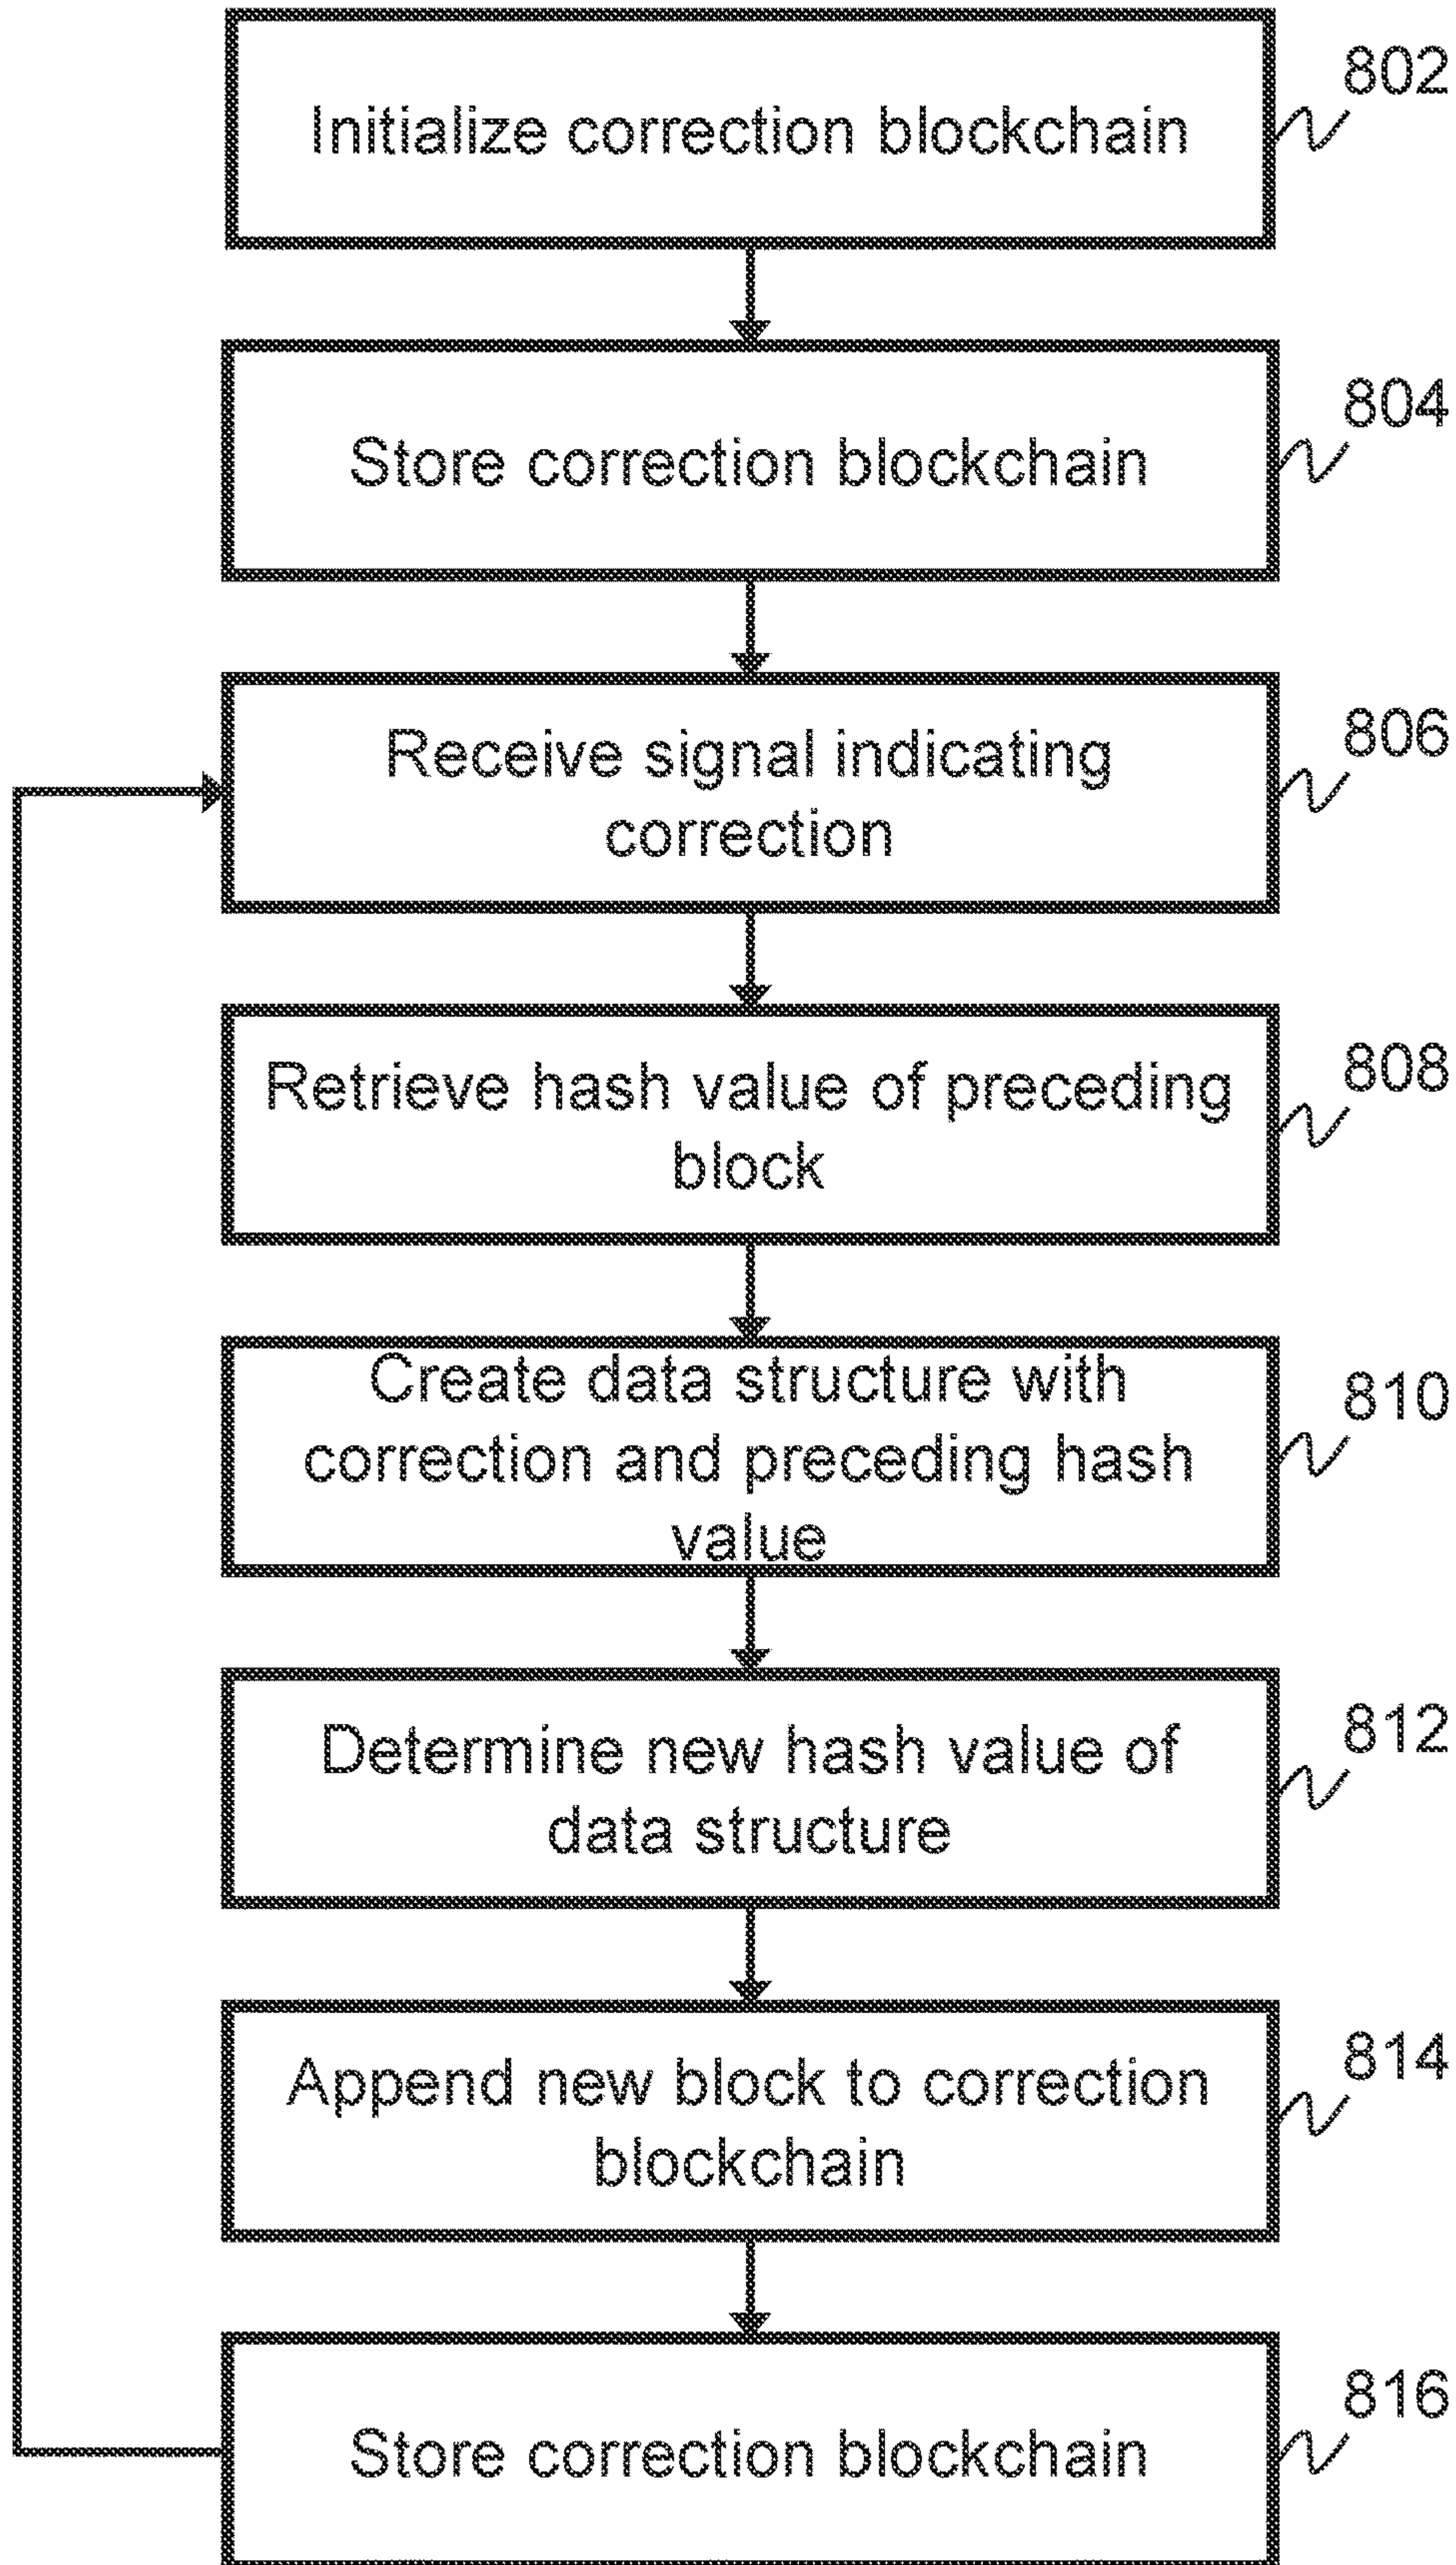 802
Initialize correction blockchain
804
Store correction blockchain
806
Receive signal indicating
correction
808
Retrieve hash value of preceding
block
810
Create data structure with
correction and preceding hash
value
812
Determine new hash value of
data structure
814
Append new block to correction
blockchain
816
Store correction blockchain